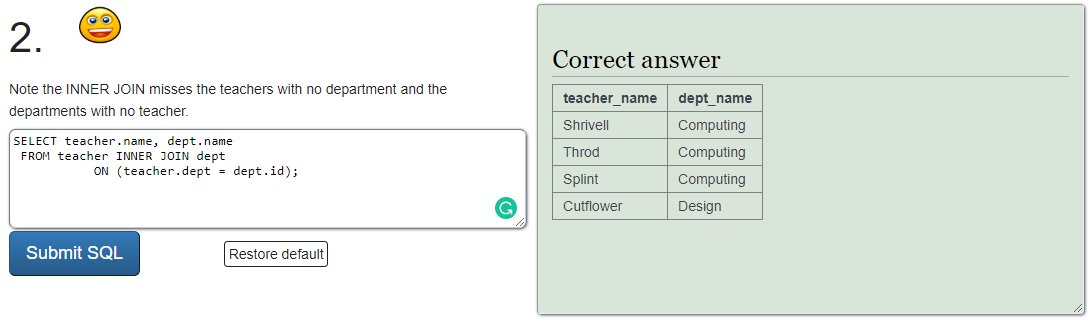 2.
Note the INNER JOIN misses the teachers with no department and the
departments with no teacher.
SELECT teacher.name, dept.name
FROM teacher INNER JOIN dept
ON (teacher.dept = dept.id);
Submit SQL
Restore default
Correct answer
teacher_name dept_name
Shrivell Computing
Throd Computing
Splint Computing
Cutflower Design